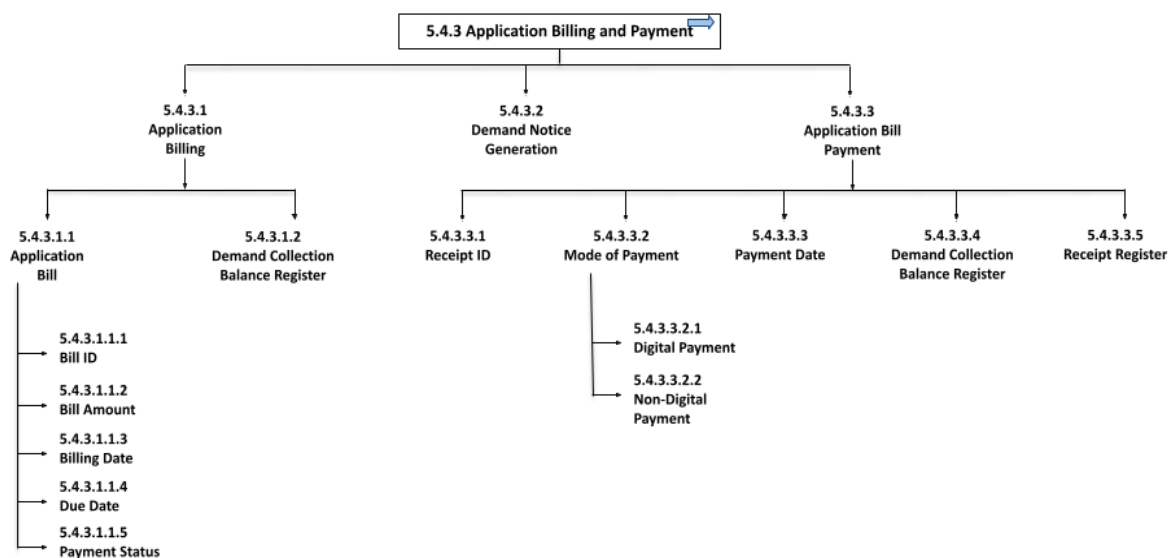 5.4.3 Application Billing and Payment
5.4.3.1
Application
Billing
5.4.3.2
Demand Notice
Generation
5.4.3.3
Application Bill
Payment
5.4.3.1.1
Application
Bill
5.4.3.1.2
Demand Collection
Balance Register
5.4.3.3.1
Receipt ID
5.4.3.3.2
Mode of Payment
5.4.3.3.3
Payment Date
5.4.3.3.4
Demand Collection
Balance Register
5.4.3.3.5
Receipt Register
5.4.3.1.1.1
Bill ID
5.4.3.1.1.2
Bill Amount
5.4.3.1.1.3
Billing Date
5.4.3.1.1.4
Due Date
5.4.3.1.1.5
Payment Status
5.4.3.3.2.1
Digital Payment
5.4.3.3.2.2
Non-Digital
Payment